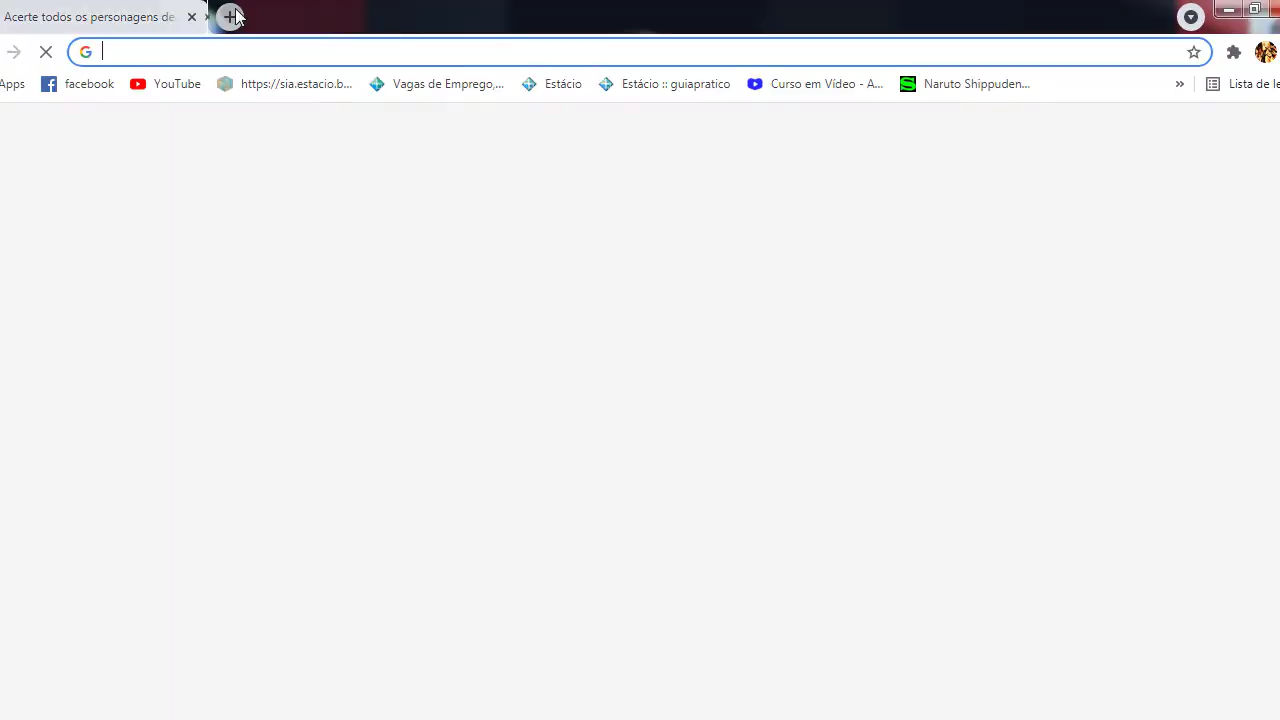 Acerte todos os personagens de
Apps facebook YouTube https://sia.estacio.b... Vagas de Emprego,... Estácio Estácio :: guiapratico Curso em Vídeo - A... Naruto Shippuden... » Lista de le